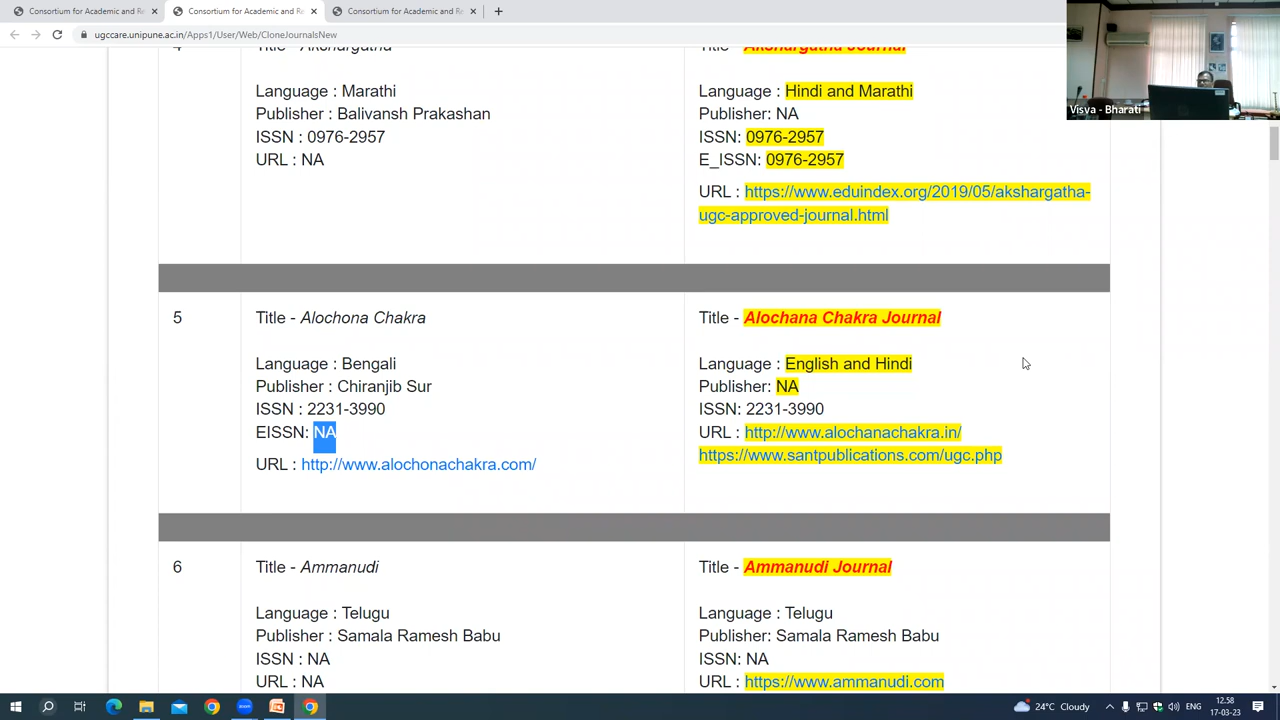 Consortium for Academic and Re
Consortium for Academic and Re
Consortium for Academic and Re
ugccare.unipune.ac.in/Apps1/User/Web/CloneJournalsNew
Visva - Bharati
4
Title - Akshargatha
Title - Akshargatha Journal
Language : Marathi
Language : Hindi and Marathi
Publisher : Balivansh Prakashan
Publisher: NA
ISSN : 0976-2957
ISSN: 0976-2957
URL : NA
E_ISSN: 0976-2957
URL : https://www.eduindex.org/2019/05/akshargatha-
ugc-approved-journal.html
5
Title - Alochona Chakra
Title - Alochana Chakra Journal
Language : Bengali
Language : English and Hindi
Publisher : Chiranjib Sur
Publisher: NA
ISSN : 2231-3990
ISSN: 2231-3990
EISSN: NA
URL : http://www.alochanachakra.in/
https://www.santpublications.com/ugc.php
URL : http://www.alochonachakra.com/
6
Title - Ammanudi
Title - Ammanudi Journal
Language : Telugu
Language : Telugu
Publisher : Samala Ramesh Babu
Publisher: Samala Ramesh Babu
ISSN : NA
ISSN: NA
URL : NA
URL : https://www.ammanudi.com
24°C Cloudy
ENG
12.58
17-03-23